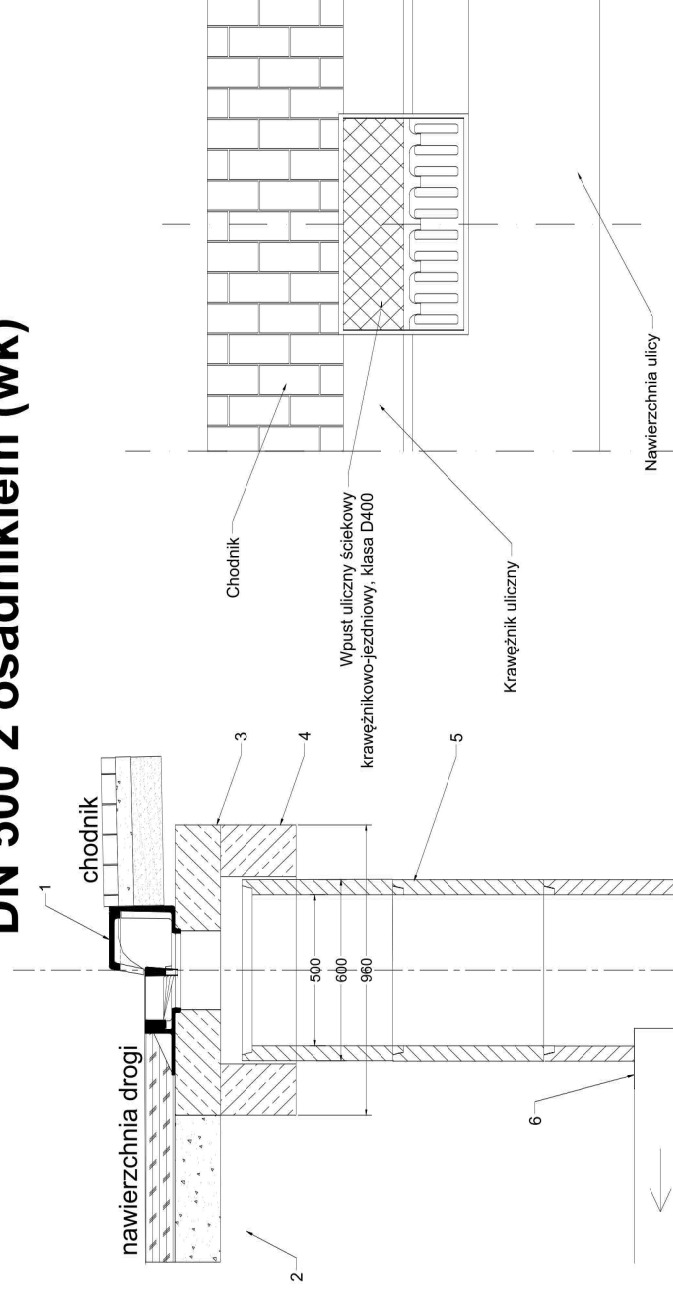 DN 500 z osadnikiem (wk)
1
chodnik
nawierzchnia drogi
3
4
2
500
600
960
5
6
Chodnik
Wpust uliczny ściekowy
krawężnikowo-jezdniowy, klasa D400
Krawężnik uliczny
Nawierzchnia ulicy